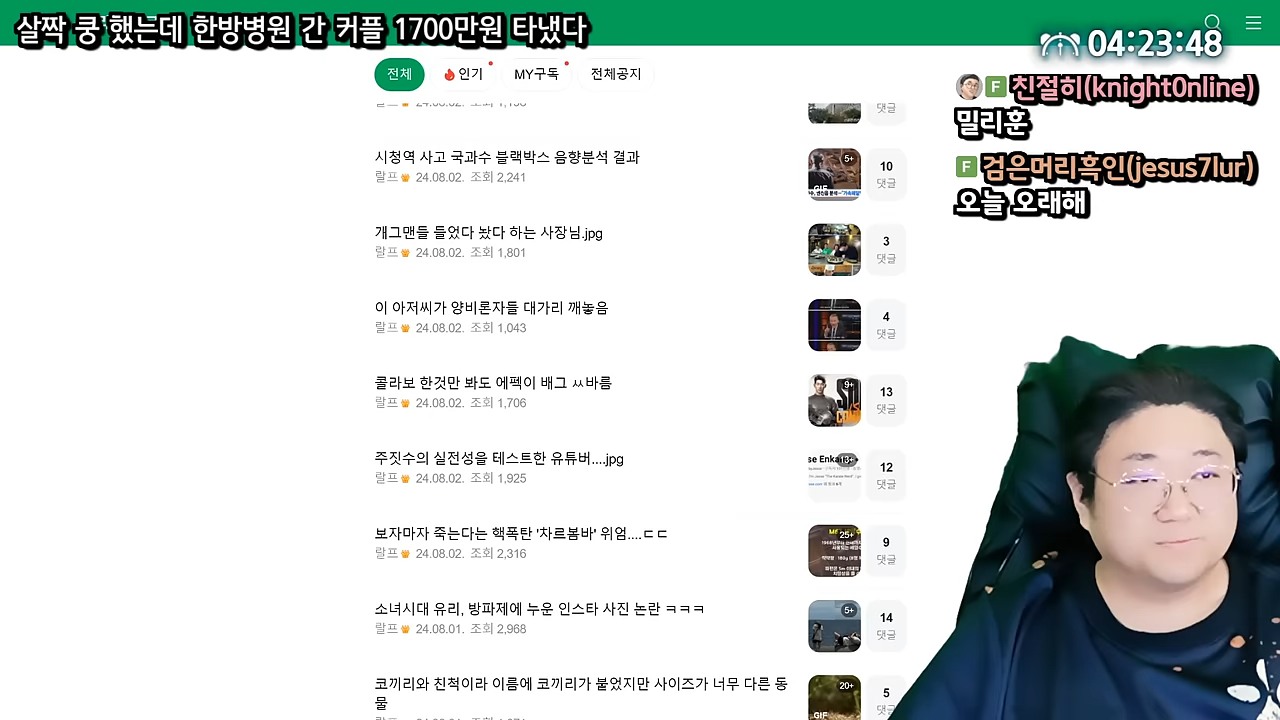 살짝 쿵 했는데 한방병원 간 커플 1700만원 타냈다
04:23:48
전체
인기
MY구독
전체공지
댓글
F 친절히(knight0nline)
밀리훈
F 검은머리흑인(jesus7lur)
오늘 오래해
시청역 사고 국과수 블랙박스 음향분석 결과
랄프 24.08.02. 조회 2,241
5+
GIF
10
댓글
개그맨들 들었다 놨다 하는 사장님.jpg
랄프 24.08.02. 조회 1,801
3
댓글
이 아저씨가 양비론자들 대가리 깨놓음
랄프 24.08.02. 조회 1,043
4
댓글
콜라보 한것만 봐도 에펙이 배그 ㅆ바름
랄프 24.08.02. 조회 1,706
9+
13
댓글
주짓수의 실전성을 테스트한 유튜버....jpg
랄프 24.08.02. 조회 1,925
12
댓글
보자마자 죽는다는 핵폭탄 '차르봄바' 위엄....ㄷㄷ
랄프 24.08.02. 조회 2,316
25+
9
댓글
소녀시대 유리, 방파제에 누운 인스타 사진 논란 ㅋㅋㅋ
랄프 24.08.01. 조회 2,968
5+
14
댓글
코끼리와 친척이라 이름에 코끼리가 붙었지만 사이즈가 너무 다른 동
물
20+
GIF
5
댓글